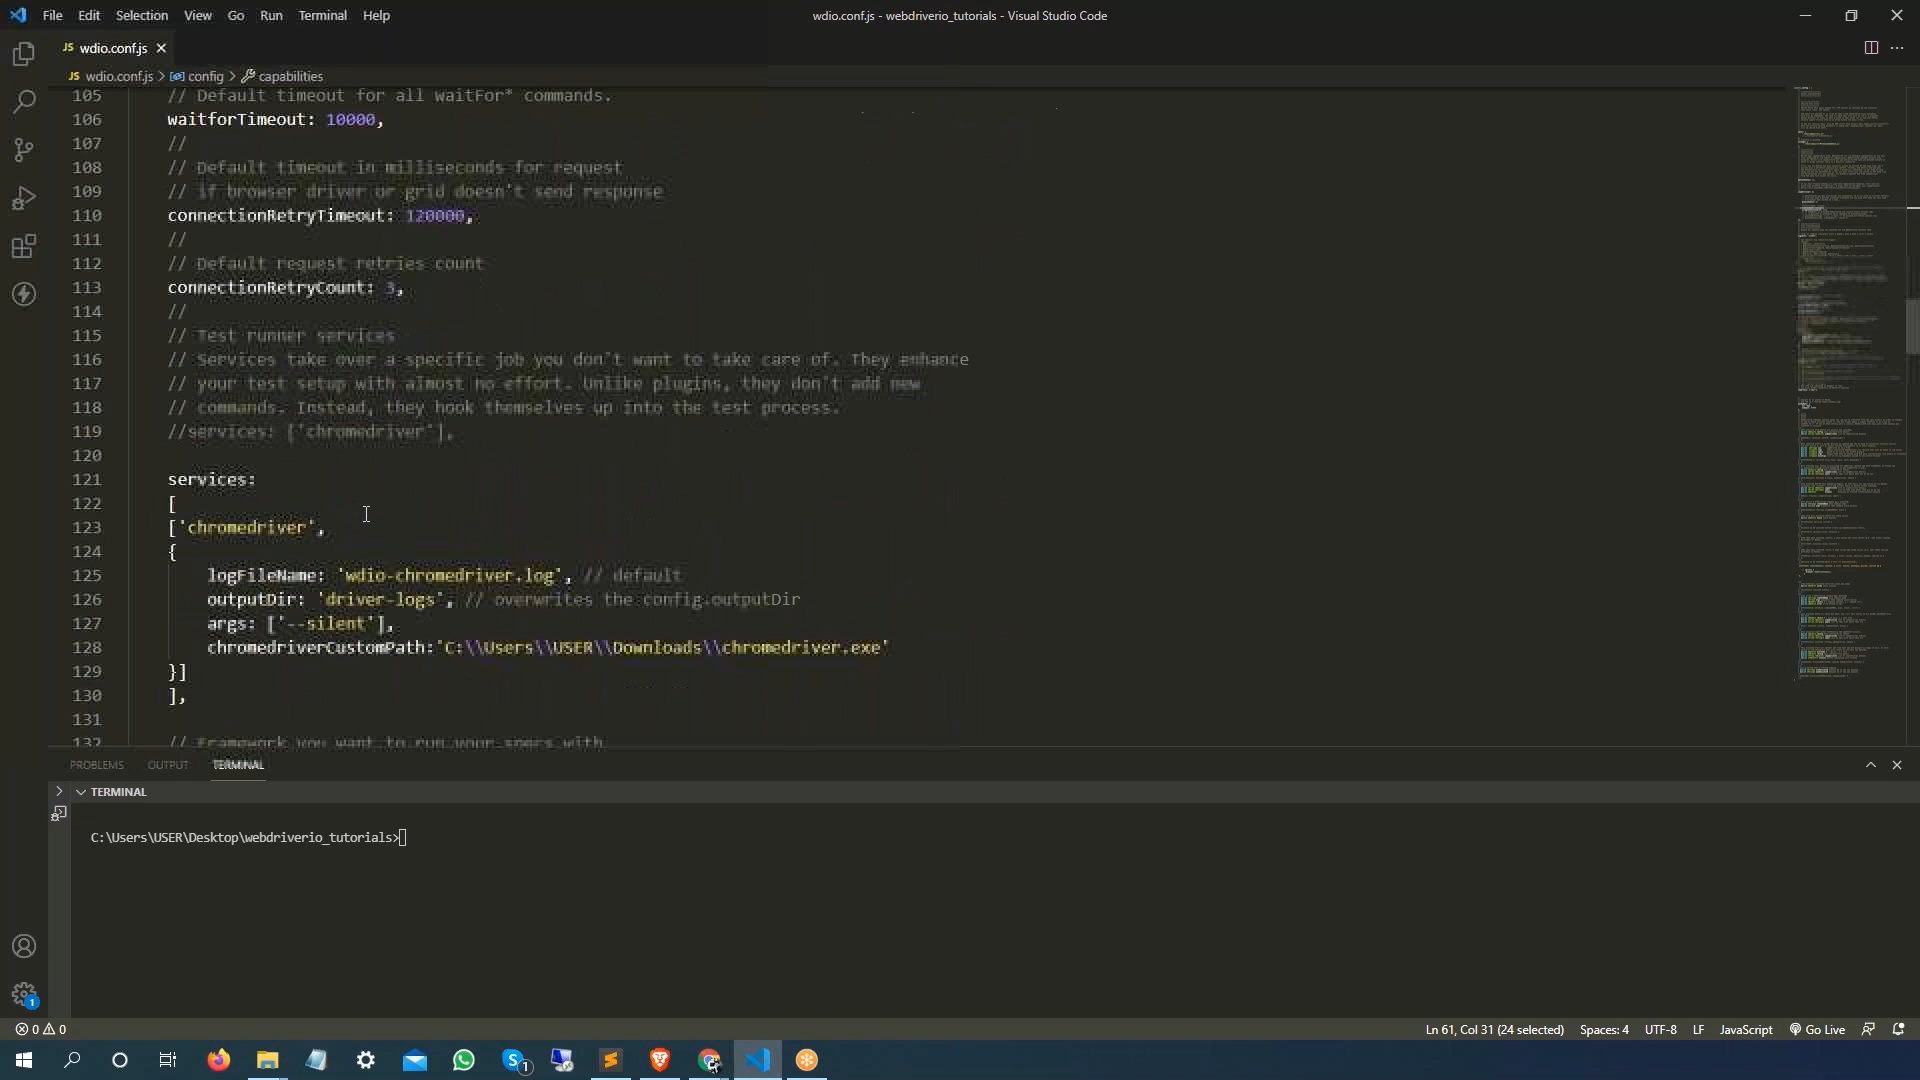 File Edit Selection View Go Run Terminal Help
wdio.conf.js - webdriverio_tutorials - Visual Studio Code
JS wdio.conf.js
JS wdio.conf.js > config > capabilities
105 // Default timeout for all waitFor* commands.
106 waitforTimeout: 10000,
107 //
108 // Default timeout in milliseconds for request
109 // if browser driver or grid doesn't send response
110 connectionRetryTimeout: 120000,
111 //
112 // Default request retries count
113 connectionRetryCount: 3,
114 //
115 // Test runner services
116 // Services take over a specific job you don't want to take care of. They enhance
117 // your test setup with almost no effort. Unlike plugins, they don't add new
118 // commands. Instead, they hook themselves up into the test process.
119 //services: ['chromedriver'],
120
121 services:
122 [
123 ['chromedriver',
124 {
125 logFileName: 'wdio-chromedriver.log', // default
126 outputDir: 'driver-logs', // overwrites the config.outputDir
127 args: ['--silent'],
128 chromedriverCustomPath:'C:\\Users\\USER\\Downloads\\chromedriver.exe'
129 }]
130 ],
131
132 // Framework you want to run your specs with
PROBLEMS OUTPUT TERMINAL
TERMINAL
C:\Users\USER\Desktop\webdriverio_tutorials>
1
0 0
Ln 61, Col 31 (24 selected) Spaces: 4 UTF-8 LF JavaScript Go Live
1